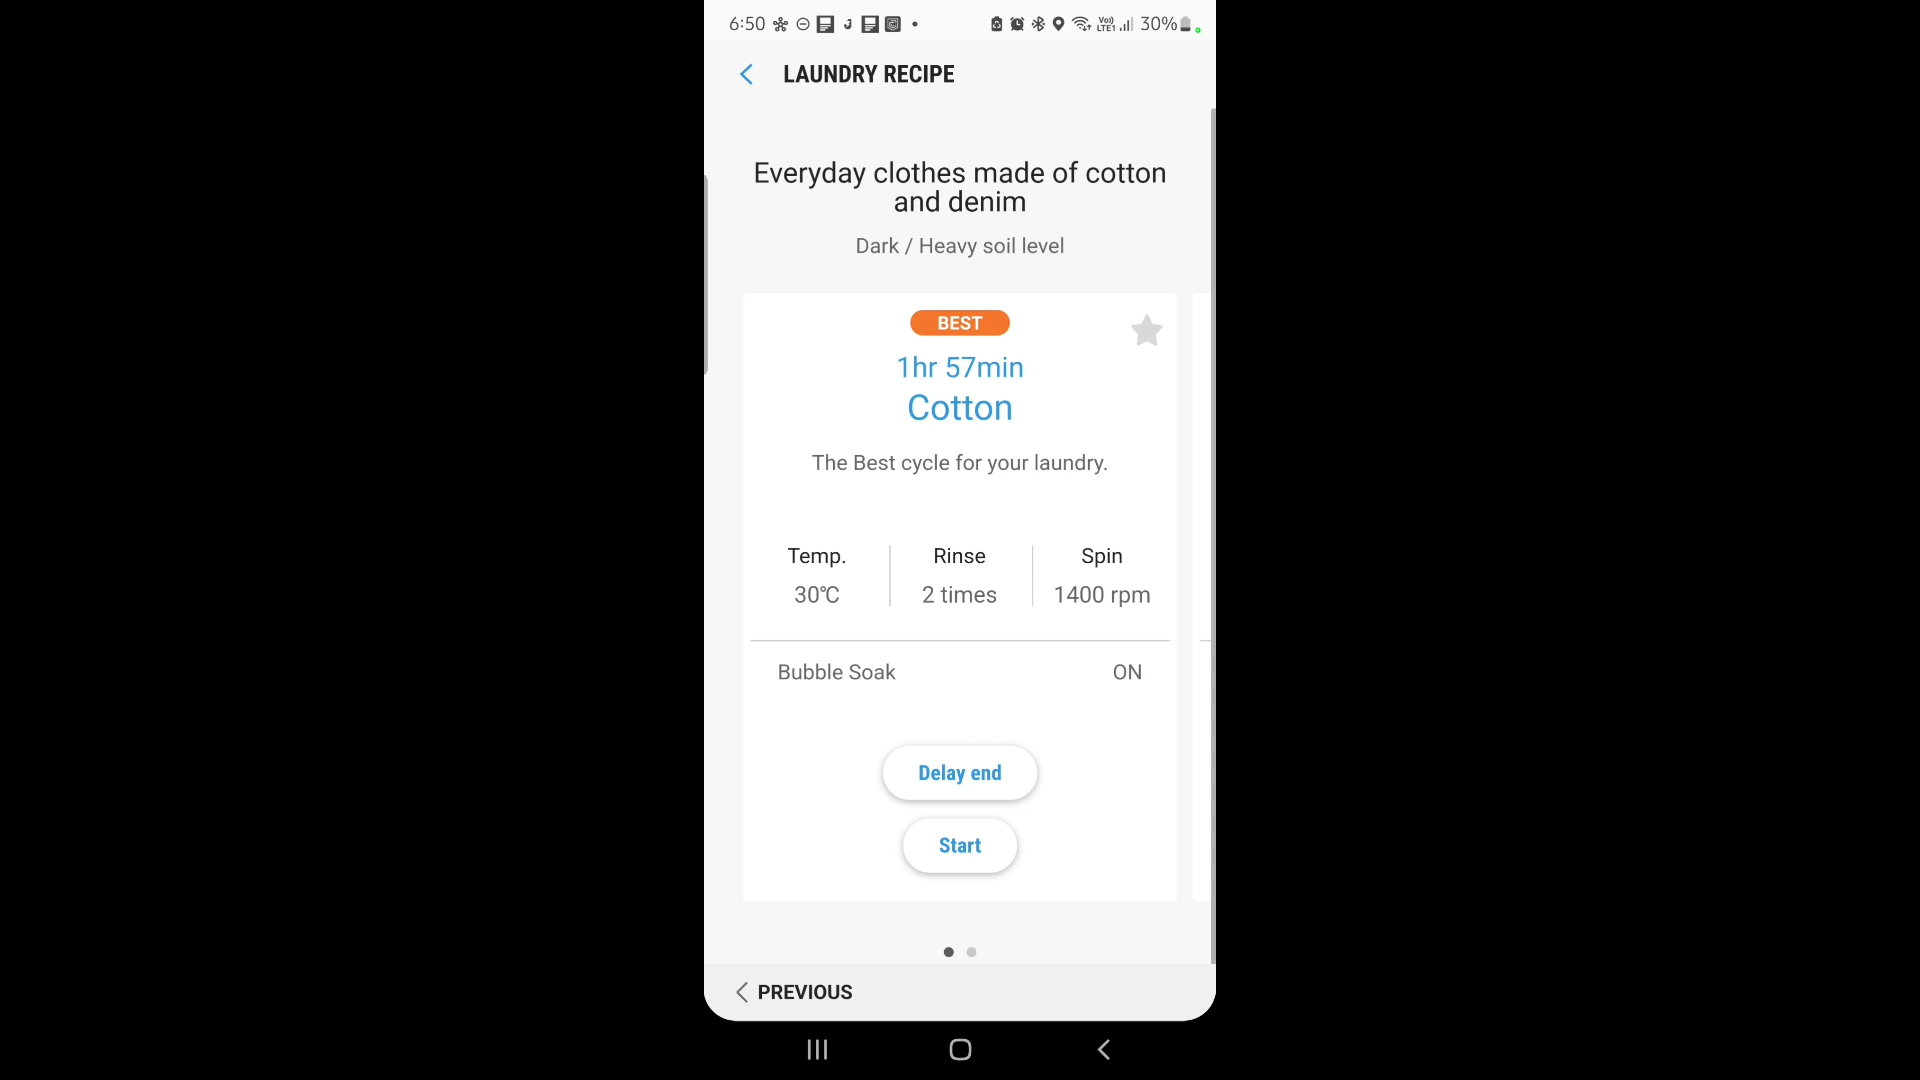 6:50
Vo))
LTE1
30%
LAUNDRY RECIPE
Everyday clothes made of cotton
and denim
Dark / Heavy soil level
BEST
1hr 57min
Cotton
The Best cycle for your laundry.
Temp. Rinse Spin
30℃ 2 times 1400 rpm
Bubble Soak ON
Delay end
Start
PREVIOUS